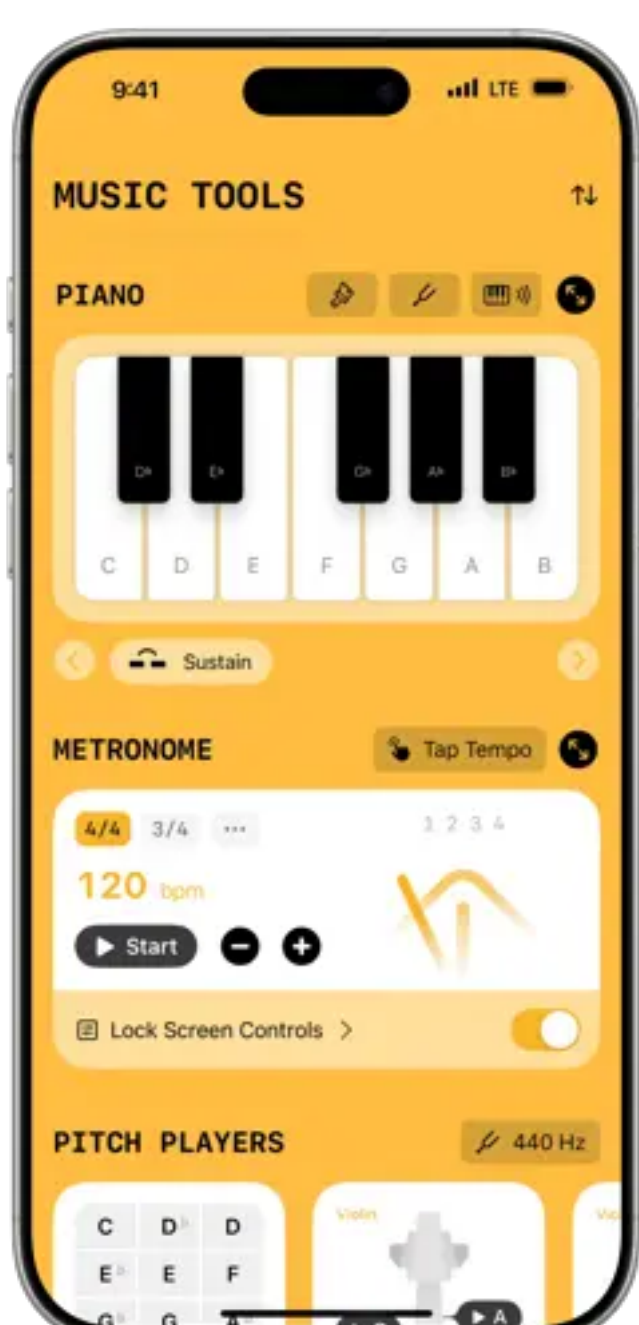 9:41 LTE
MUSIC TOOLS
PIANO
D♭ E♭ G♭ A♭ B♭
C D E F G A B
Sustain
METRONOME Tap Tempo
4/4 3/4 ... 1 2 3 4
120 bpm
Start
Lock Screen Controls
PITCH PLAYERS 440 Hz
Violin
C D♭ D
E♭ E F
G♭ G A♭
A